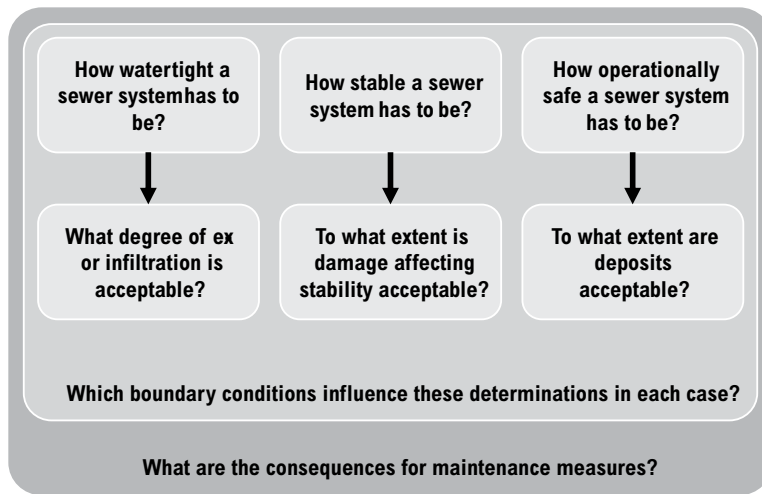 How watertight a
sewer systemhas to
be?
How stable a sewer
system has to be?
How operationally
safe a sewer system
has to be?
What degree of ex
or infiltration is
acceptable?
To what extent is
damage affecting
stability acceptable?
To what extent are
deposits
acceptable?
Which boundary conditions influence these determinations in each case?
What are the consequences for maintenance measures?